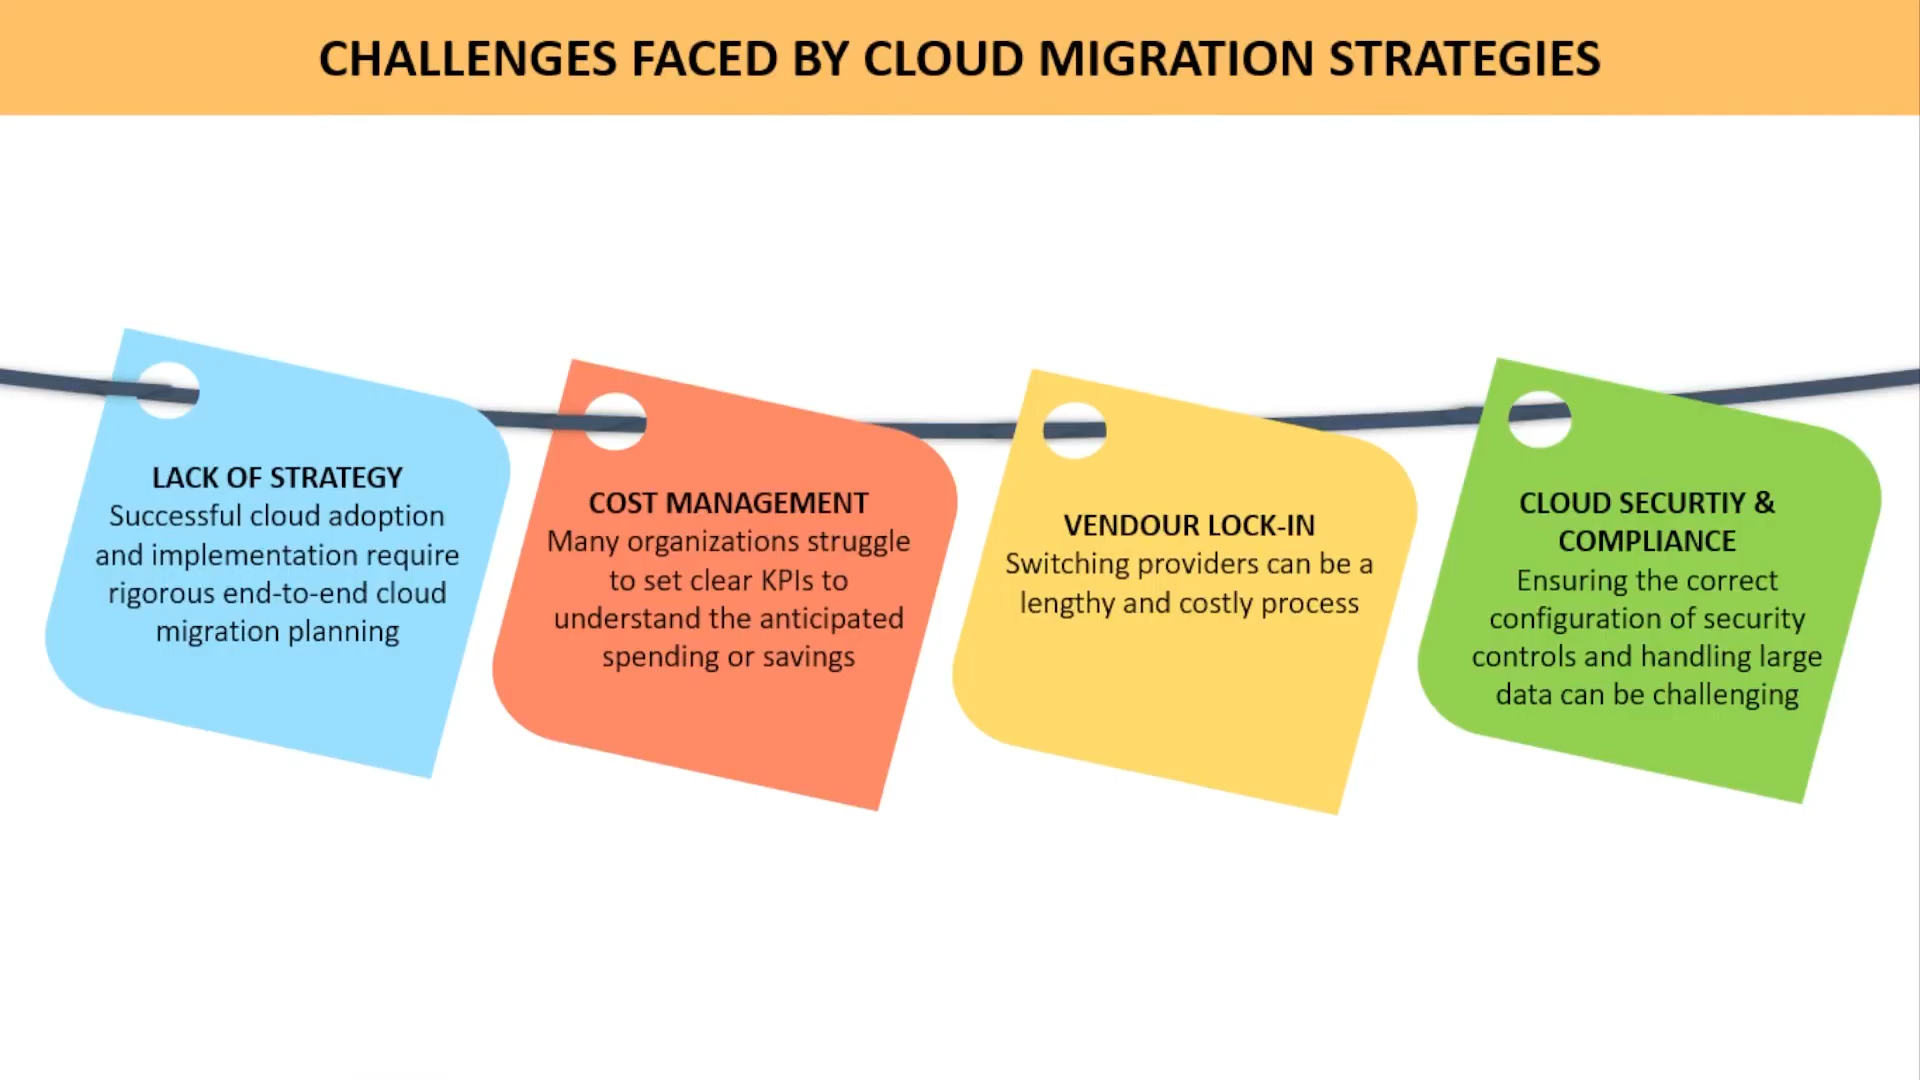 CHALLENGES FACED BY CLOUD MIGRATION STRATEGIES
LACK OF STRATEGY
Successful cloud adoption
and implementation require
rigorous end-to-end cloud
migration planning
COST MANAGEMENT
Many organizations struggle
to set clear KPIs to
understand the anticipated
spending or savings
VENDOUR LOCK-IN
Switching providers can be a
lengthy and costly process
CLOUD SECURTIY &
COMPLIANCE
Ensuring the correct
configuration of security
controls and handling large
data can be challenging